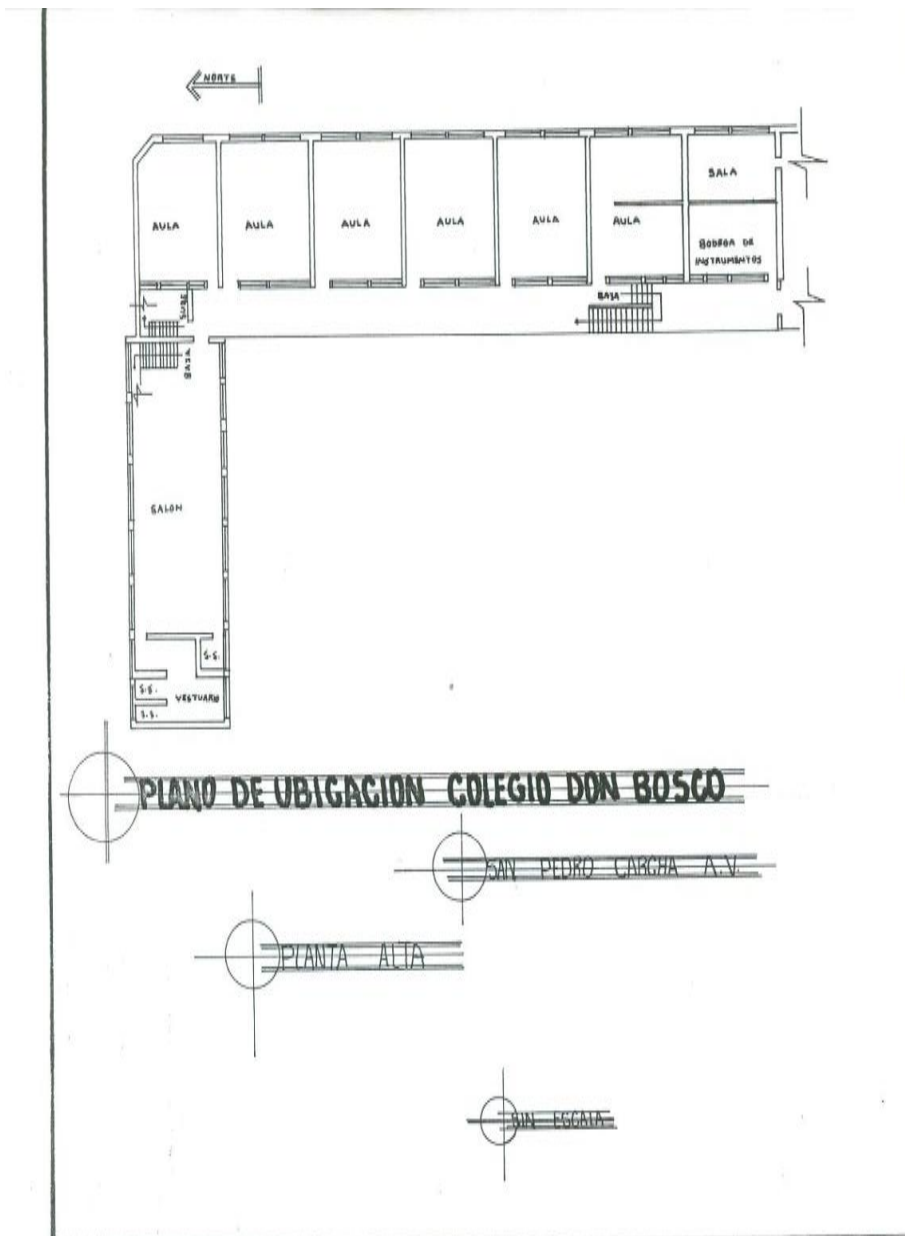 NORTE
SALA
AULA
AULA
AULA
AULA
AULA
AULA
BODEGA DE
INSTRUMENTOS
SUBE
BAJA
BAJA
SALON
S.S.
S.S.
VESTUARIO
S.S.
PLANO DE UBICACION COLEGIO DON BOSCO
SAN PEDRO CARCHA A.V.
PLANTA ALTA
SIN ESCALA